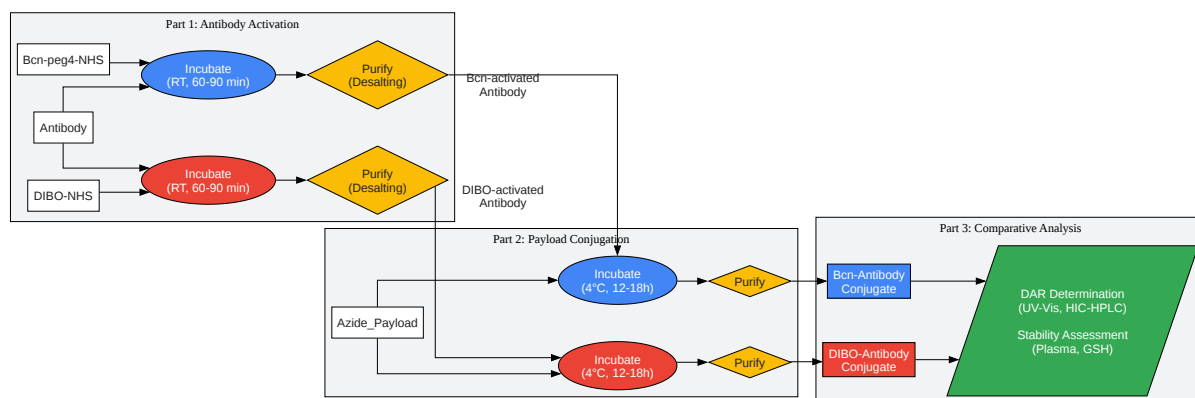 Part 1: Antibody Activation
Bcn-peg4-NHS
Incubate
(RT, 60-90 min)
Purify
(Desalting)
Bcn-activated
Antibody
Antibody
Incubate
(RT, 60-90 min)
Purify
(Desalting)
DIBO-NHS
DIBO-activated
Antibody
Part 2: Payload Conjugation
Incubate
(4°C, 12-18h)
Purify
Azide_Payload
Incubate
(4°C, 12-18h)
Purify
Part 3: Comparative Analysis
Bcn-Antibody
Conjugate
DIBO-Antibody
Conjugate
DAR Determination
(UV-Vis, HIC-HPLC)
Stability Assessment
(Plasma, GSH)